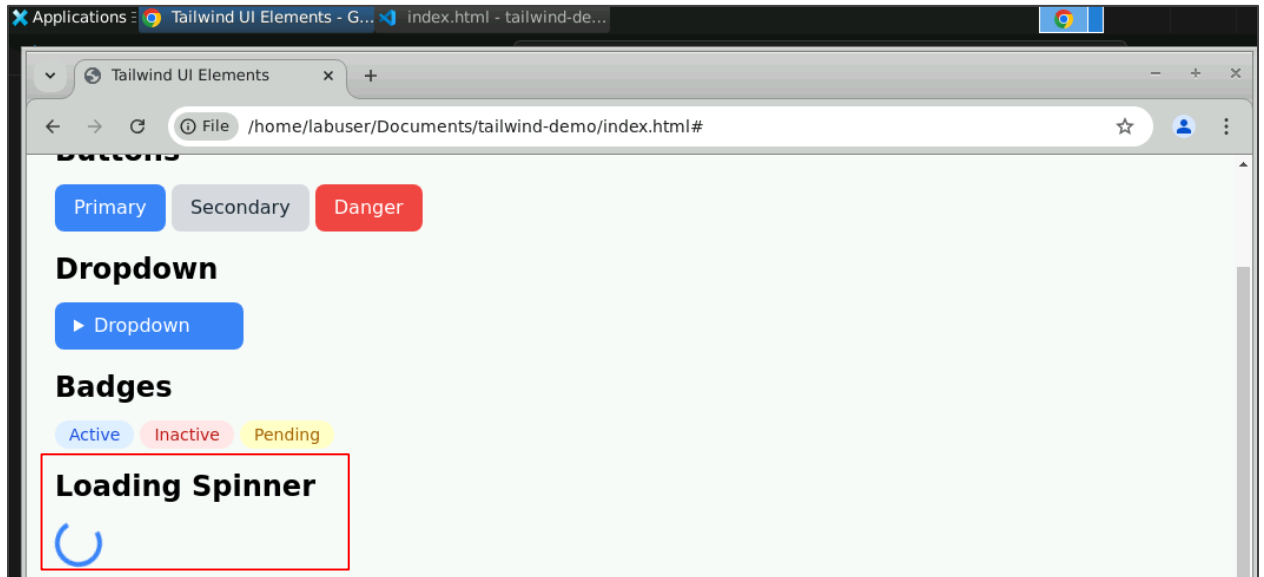 Applications Tailwind UI Elements - G... index.html - tailwind-de...
Tailwind UI Elements
File /home/labuser/Documents/tailwind-demo/index.html#
Buttons
Primary Secondary Danger
Dropdown
Dropdown
Badges
Active Inactive Pending
Loading Spinner